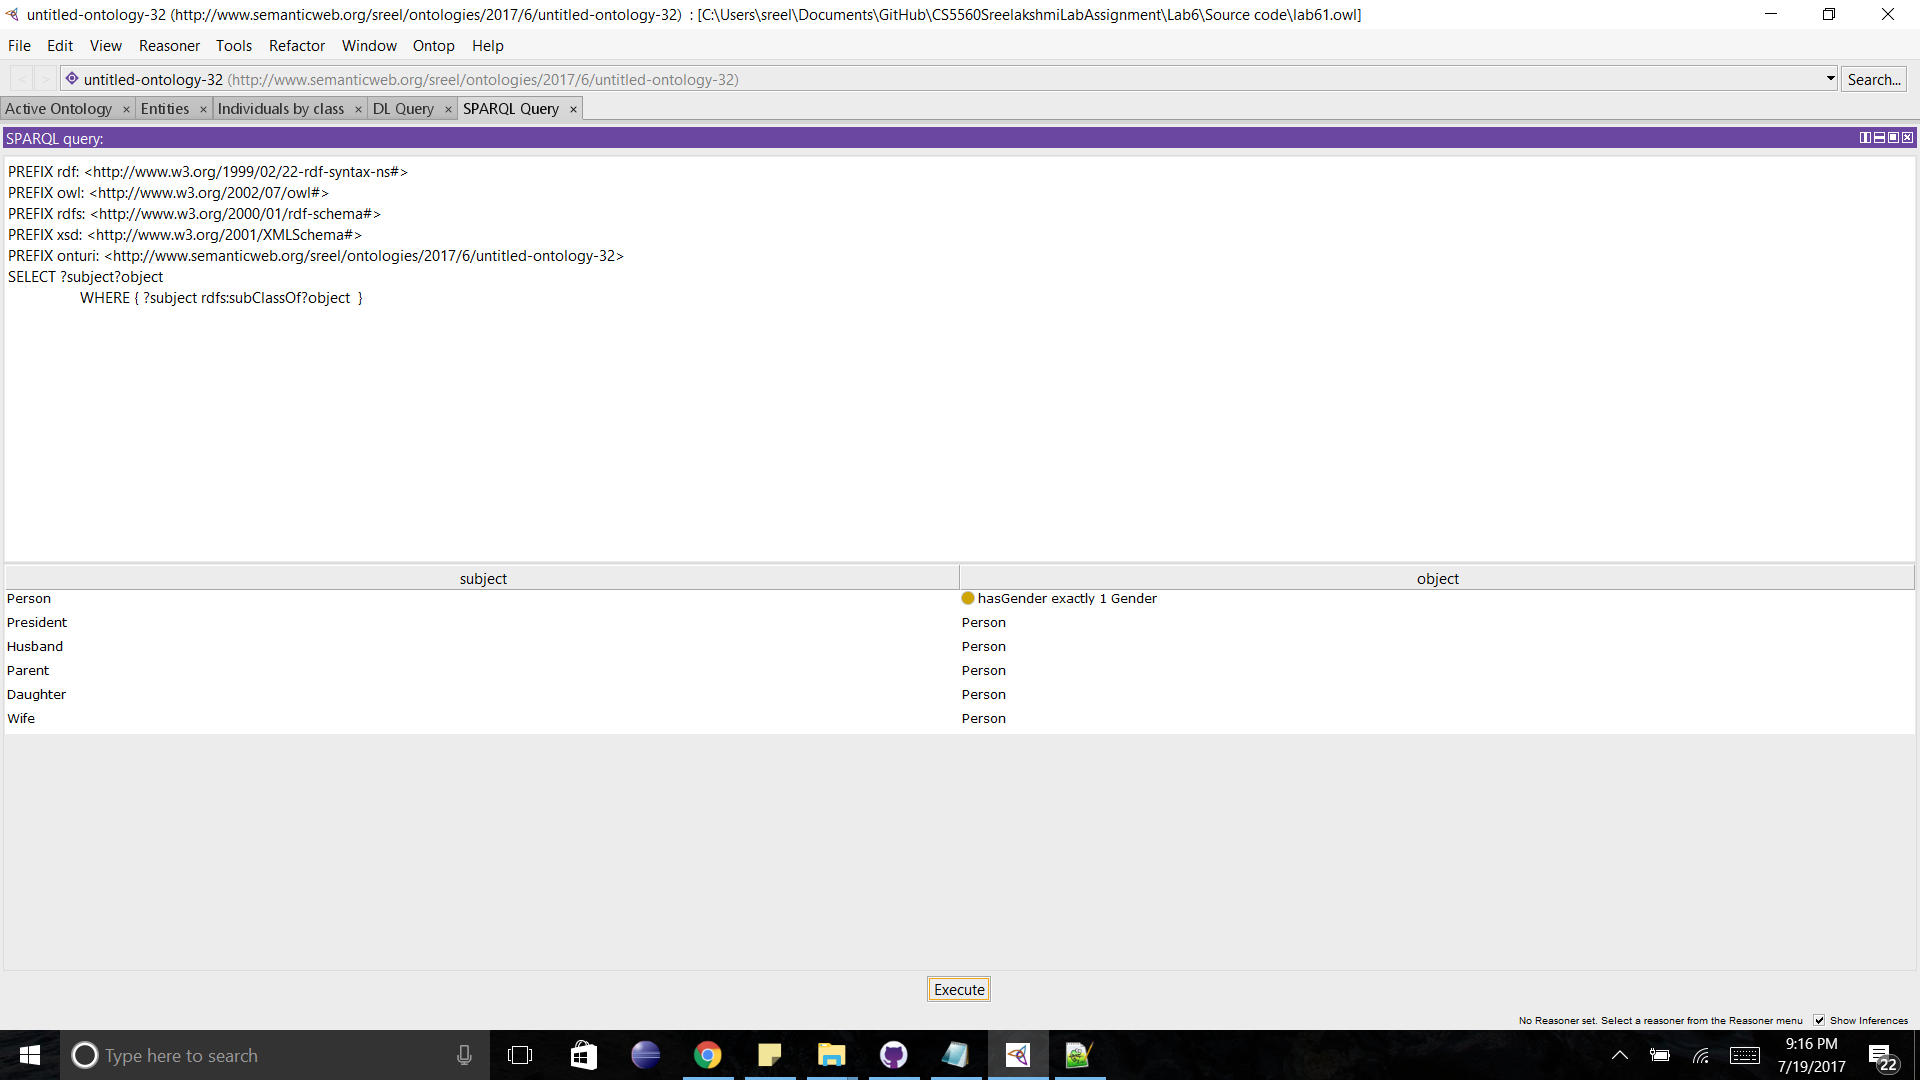 untitled-ontology-32 (http://www.semanticweb.org/sreel/ontologies/2017/6/untitled-ontology-32)  : [C:\Users\sreel\Documents\GitHub\CS5560SreelakshmiLabAssignment\Lab6\Source code\lab61.owl]
File Edit View Reasoner Tools Refactor Window Ontop Help
< > untitled-ontology-32 (http://www.semanticweb.org/sreel/ontologies/2017/6/untitled-ontology-32) Search...
Active Ontology × Entities × Individuals by class × DL Query × SPARQL Query ×
SPARQL query:
PREFIX rdf: <http://www.w3.org/1999/02/22-rdf-syntax-ns#>
PREFIX owl: <http://www.w3.org/2002/07/owl#>
PREFIX rdfs: <http://www.w3.org/2000/01/rdf-schema#>
PREFIX xsd: <http://www.w3.org/2001/XMLSchema#>
PREFIX onturi: <http://www.semanticweb.org/sreel/ontologies/2017/6/untitled-ontology-32>
SELECT ?subject?object
WHERE { ?subject rdfs:subClassOf?object  }
subject object
Person hasGender exactly 1 Gender
President Person
Husband Person
Parent Person
Daughter Person
Wife Person
Execute
No Reasoner set. Select a reasoner from the Reasoner menu Show Inferences
Type here to search
9:16 PM
7/19/2017
22